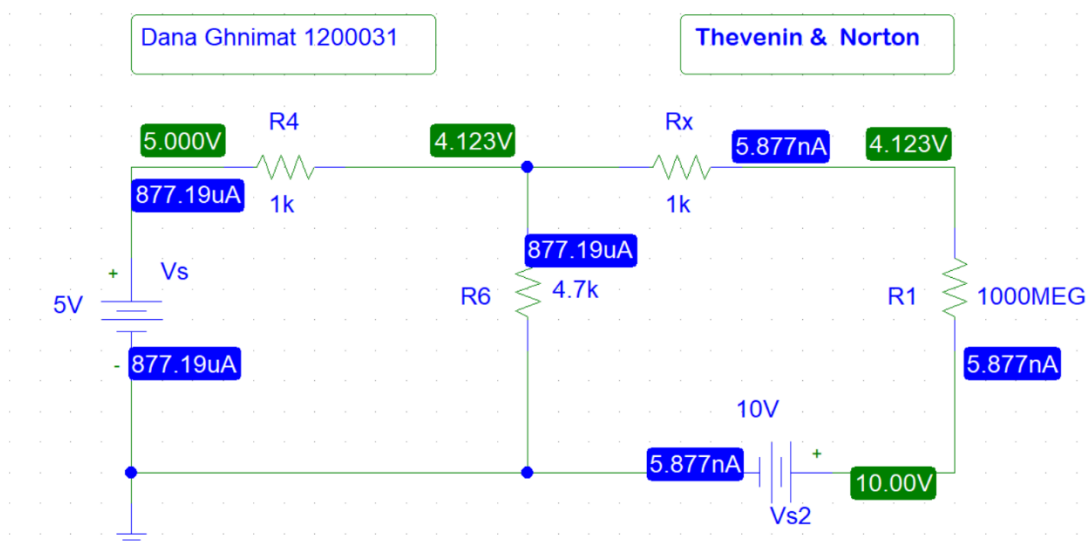 Dana Ghnimat 1200031
Thevenin & Norton
R4
Rx
5.000V
4.123V
5.877nA
4.123V
877.19uA
1k
1k
877.19uA
+
Vs
5V
R6
4.7k
R1
1000MEG
-
877.19uA
5.877nA
10V
5.877nA
+
10.00V
Vs2